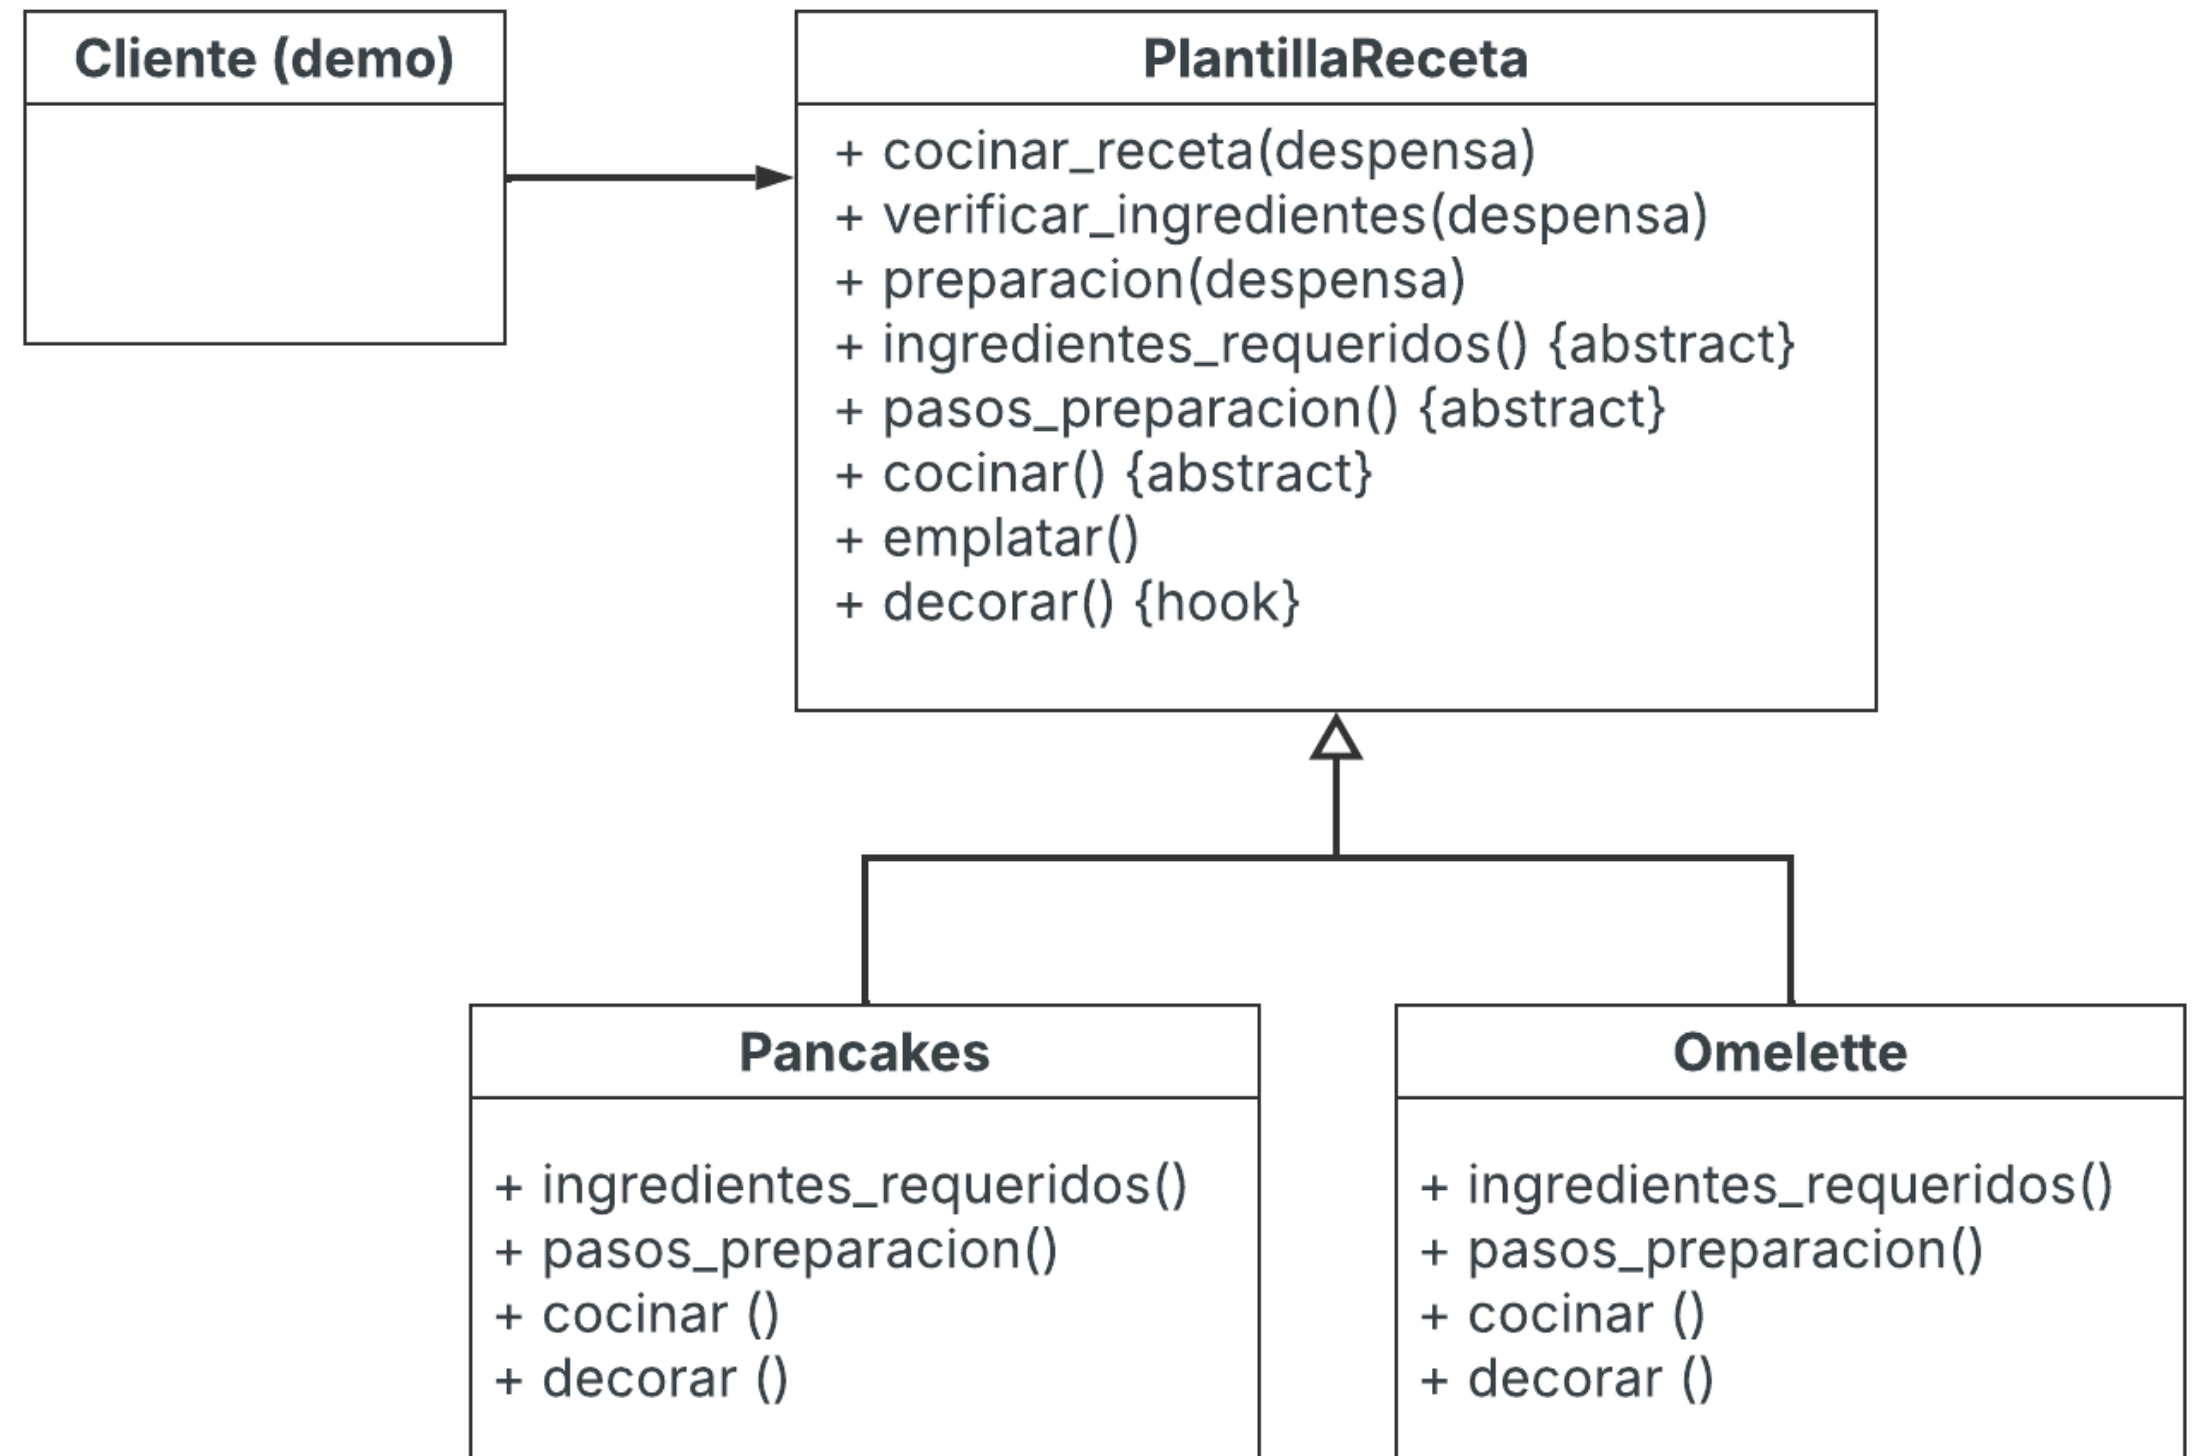 Cliente (demo)
PlantillaReceta
+ cocinar_receta(despensa)
+ verificar_ingredientes(despensa)
+ preparacion(despensa)
+ ingredientes_requeridos() {abstract}
+ pasos_preparacion() {abstract}
+ cocinar() {abstract}
+ emplatar()
+ decorar() {hook}
Pancakes
+ ingredientes_requeridos()
+ pasos_preparacion()
+ cocinar ()
+ decorar ()
Omelette
+ ingredientes_requeridos()
+ pasos_preparacion()
+ cocinar ()
+ decorar ()